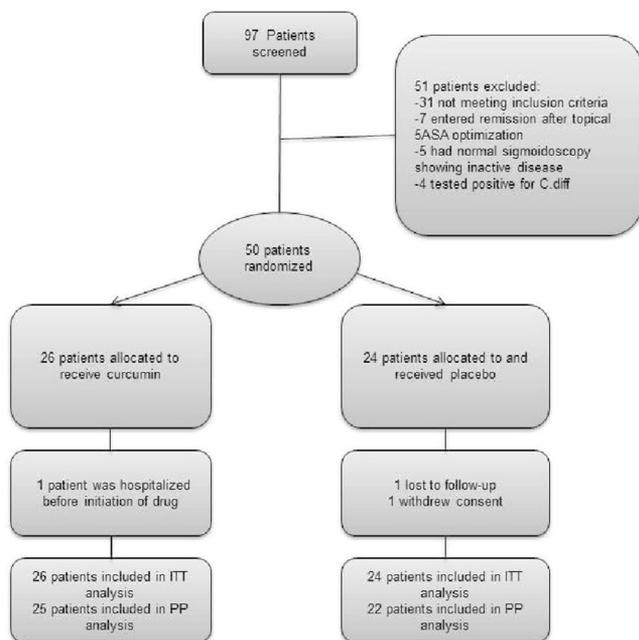 97 Patients
screened
51 patients excluded:
-31 not meeting inclusion criteria
-7 entered remission after topical
5ASA optimization
-5 had normal sigmoidoscopy
showing inactive disease
-4 tested positive for C.diff
50 patients
randomized
26 patients allocated to
receive curcumin
24 patients allocated to and
received placebo
1 patient was hospitalized
before initiation of drug
1 lost to follow-up
1 withdrew consent
26 patients included in ITT
analysis
25 patients included in PP
analysis
24 patients included in ITT
analysis
22 patients included in PP
analysis